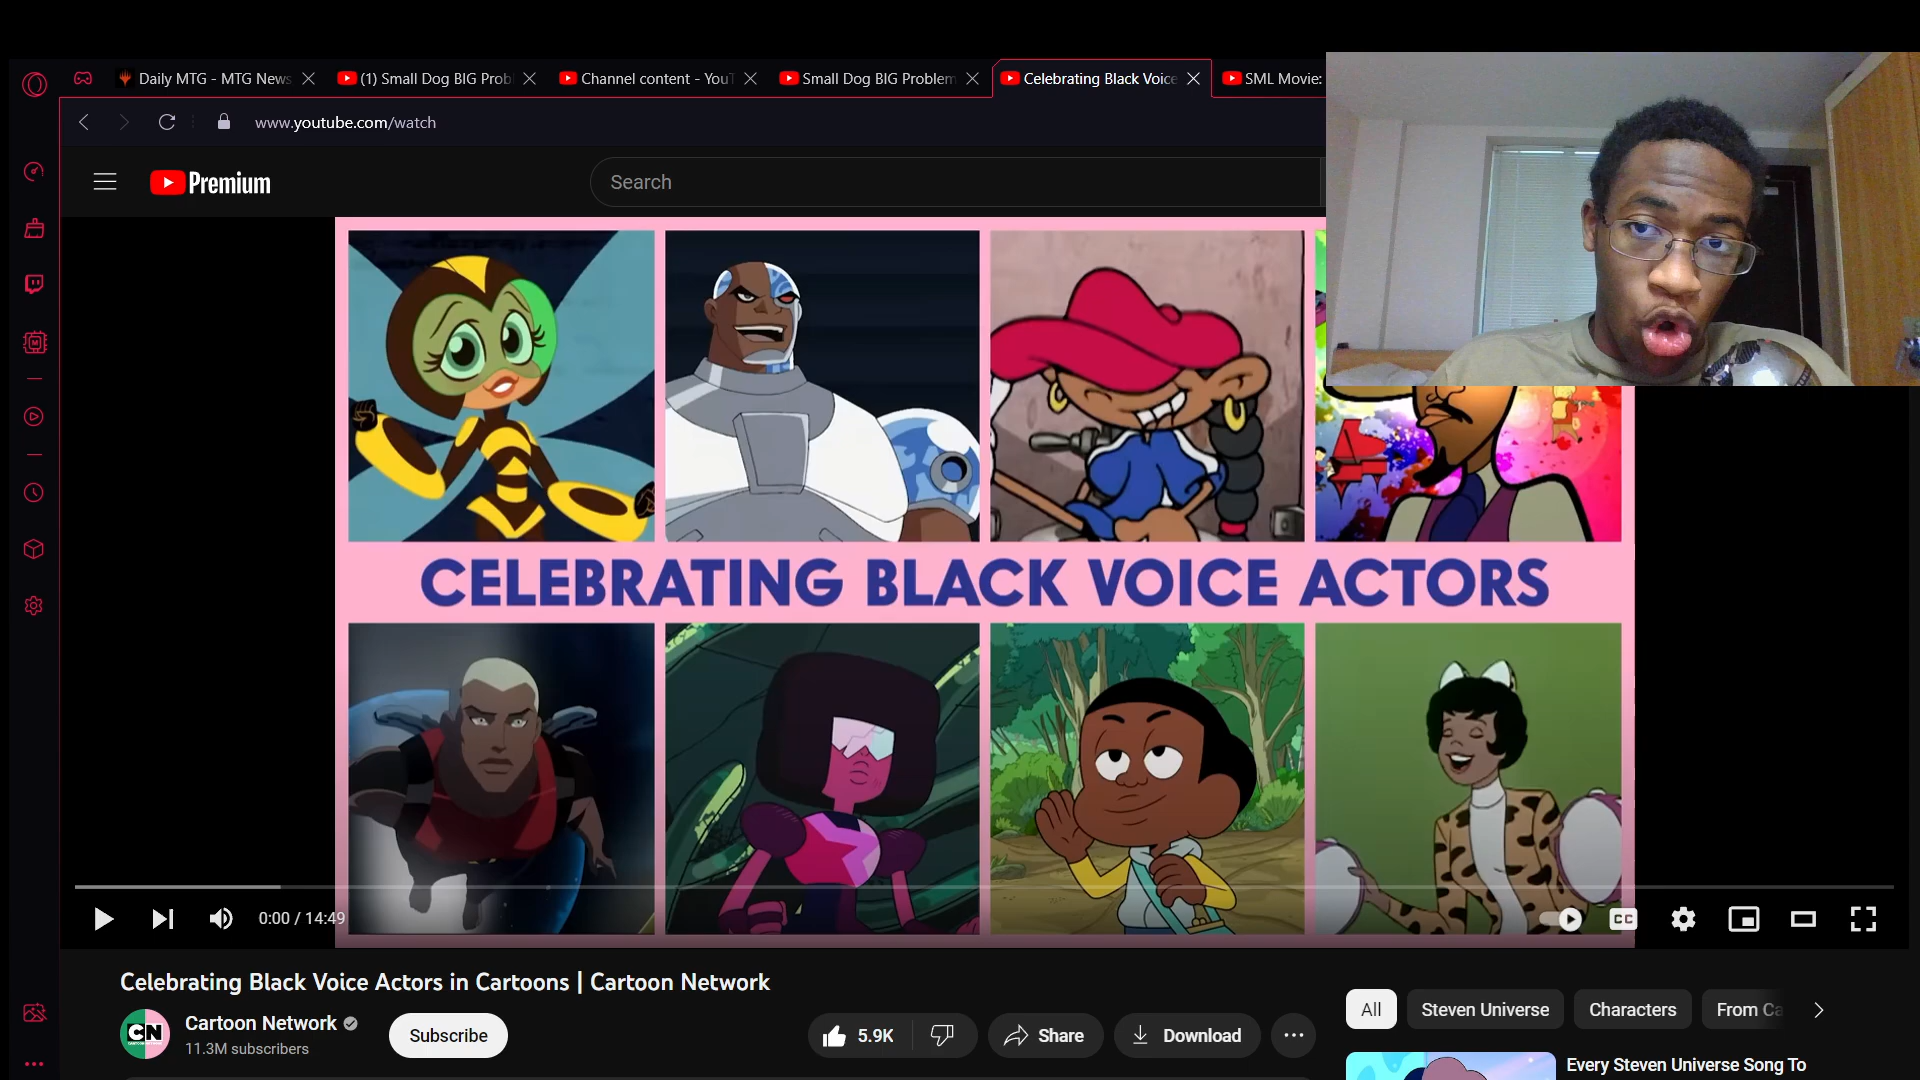 Daily MTG - MTG News
(1) Small Dog BIG Prob
Channel content - YouT
Small Dog BIG Problem
Celebrating Black Voice
SML Movie:
www.youtube.com/watch
Premium
Search
CELEBRATING BLACK VOICE ACTORS
0:00 / 14:49
CC
Celebrating Black Voice Actors in Cartoons | Cartoon Network
CN
Cartoon Network
11.3M subscribers
Subscribe
5.9K
Share
Download
All
Steven Universe
Characters
From Ca
Every Steven Universe Song To